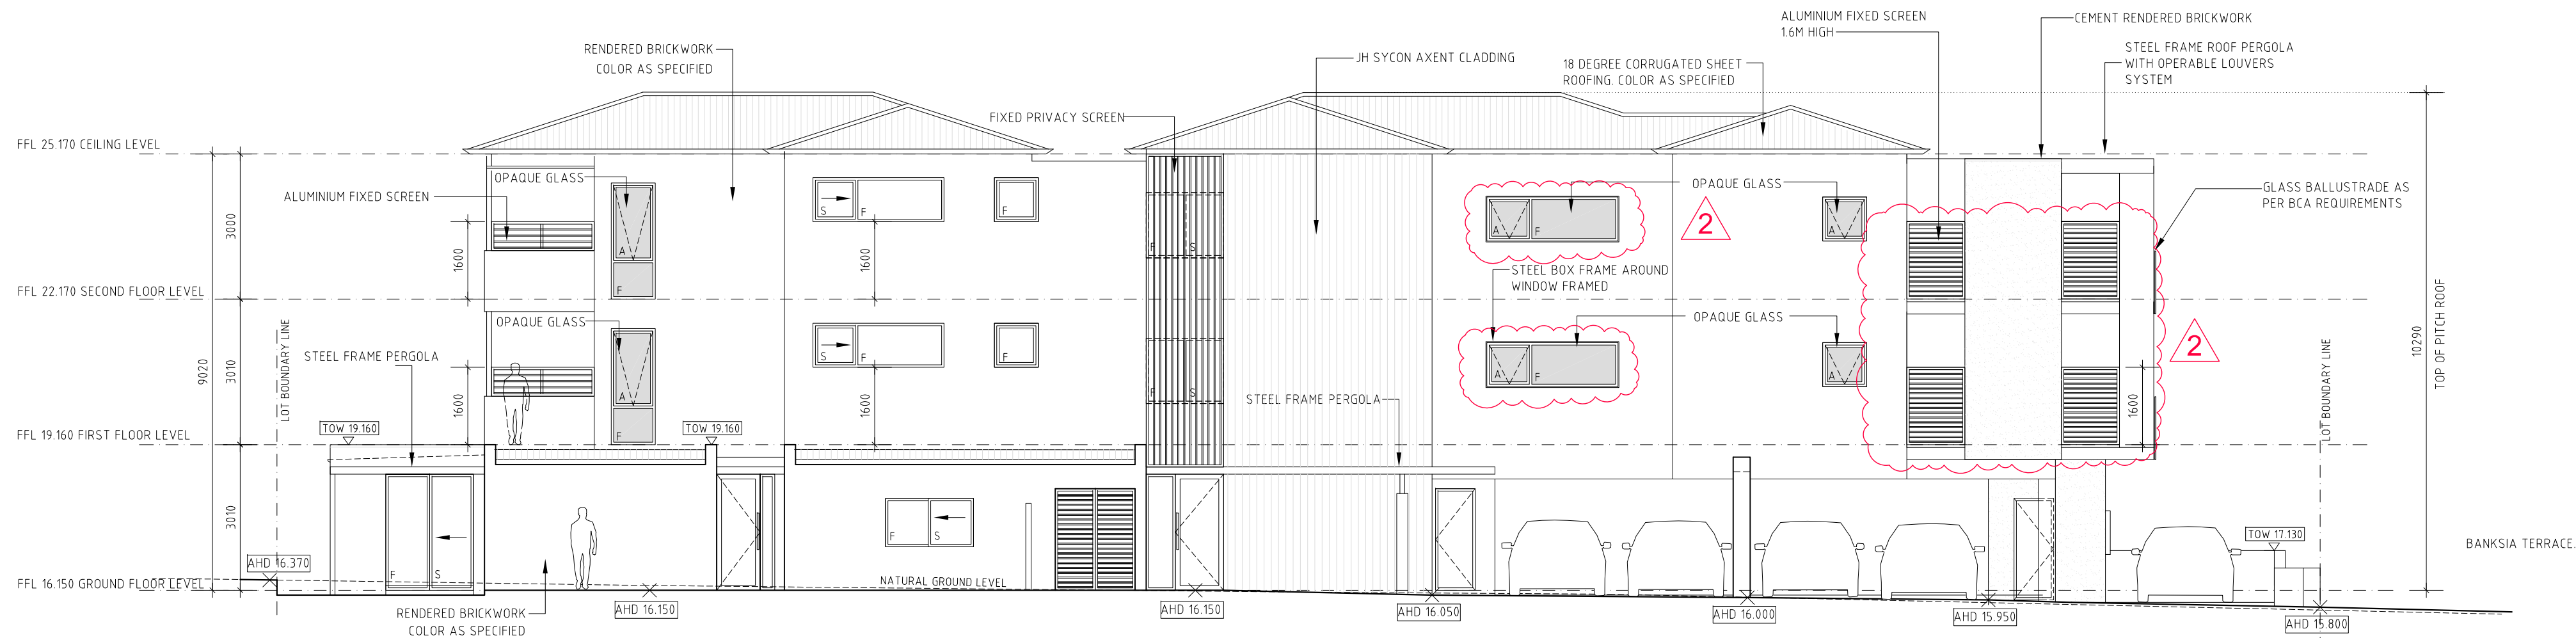 ALUMINIUM FIXED SCREEN
1.6M HIGH
CEMENT RENDERED BRICKWORK
STEEL FRAME ROOF PERGOLA
WITH OPERABLE LOUVERS
SYSTEM
RENDERED BRICKWORK
COLOR AS SPECIFIED
JH SYCON AXENT CLADDING
18 DEGREE CORRUGATED SHEET
ROOFING. COLOR AS SPECIFIED
FIXED PRIVACY SCREEN
FFL 25.170 CEILING LEVEL
OPAQUE GLASS
ALUMINIUM FIXED SCREEN
OPAQUE GLASS
GLASS BALLUSTRADE AS
PER BCA REQUIREMENTS
2
S
F
F
A
F
A
A
F
F
S
3000
1600
1600
STEEL BOX FRAME AROUND
WINDOW FRAMED
FFL 22.170 SECOND FLOOR LEVEL
OPAQUE GLASS
OPAQUE GLASS
LOT BOUNDARY LINE
STEEL FRAME PERGOLA
9020
3010
1600
1600
S
F
F
A
F
F
S
A
F
A
2
1600
10290
TOP OF PITCH ROOF
LOT BOUNDARY LINE
STEEL FRAME PERGOLA
TOW 19.160
TOW 19.160
FFL 19.160 FIRST FLOOR LEVEL
3010
F
S
F
S
TOW 17.130
BANKSIA TERRACE.
AHD 16.370
FFL 16.150 GROUND FLOOR LEVEL
NATURAL GROUND LEVEL
RENDERED BRICKWORK
COLOR AS SPECIFIED
AHD 16.150
AHD 16.150
AHD 16.050
AHD 16.000
AHD 15.950
AHD 15.800